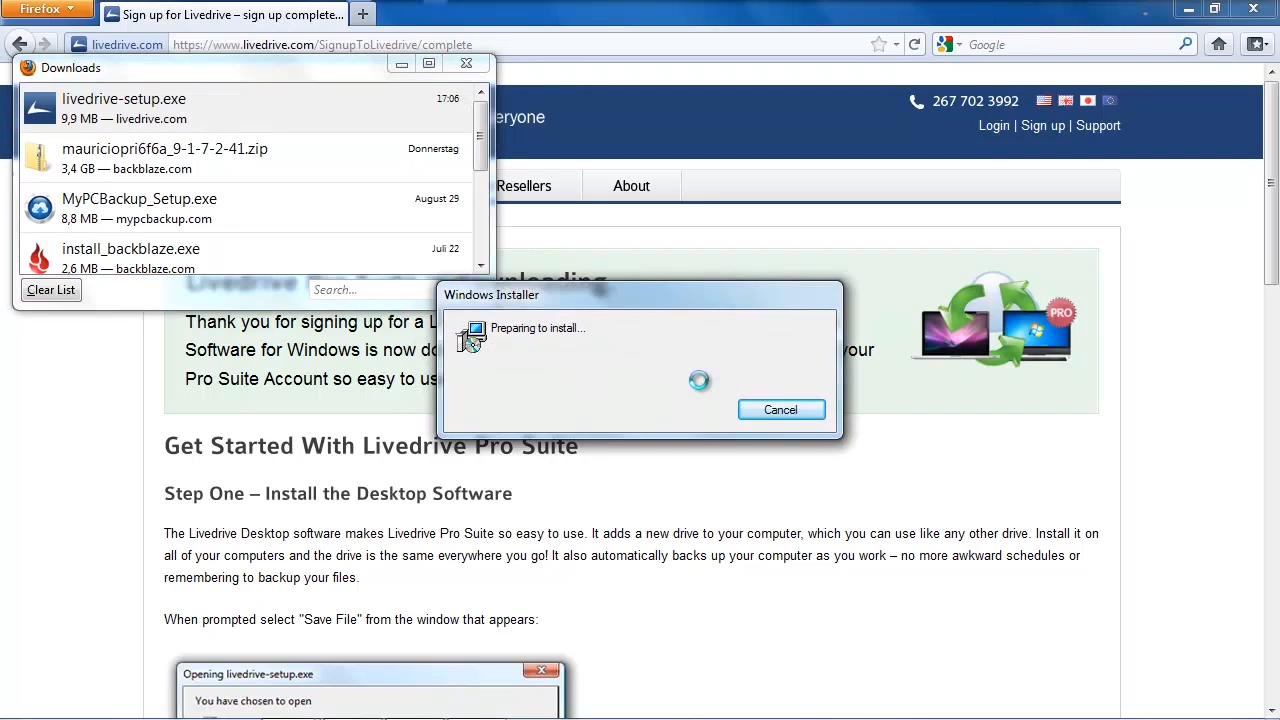 Firefox
Sign up for Livedrive – sign up complete...
livedrive.com
https://www.livedrive.com/SignupToLivedrive/complete
Google
Downloads
livedrive-setup.exe
17:06
9,9 MB — livedrive.com
mauriciopri6f6a_9-1-7-2-41.zip
Donnerstag
3,4 GB — backblaze.com
MyPCBackup_Setup.exe
August 29
8,8 MB — mypcbackup.com
install_backblaze.exe
Juli 22
2,6 MB — backblaze.com
Clear List
Search...
eryone
267 702 3992
Login | Sign up | Support
Resellers
About
Livedrive Pro Suite downloading
Thank you for signing up for a L
Software for Windows is now do
your
Pro Suite Account so easy to us
PRO
Windows Installer
Preparing to install...
Cancel
Get Started With Livedrive Pro Suite
Step One – Install the Desktop Software
The Livedrive Desktop software makes Livedrive Pro Suite so easy to use. It adds a new drive to your computer, which you can use like any other drive. Install it on
all of your computers and the drive is the same everywhere you go! It also automatically backs up your computer as you work – no more awkward schedules or
remembering to backup your files.
When prompted select "Save File" from the window that appears:
Opening livedrive-setup.exe
You have chosen to open